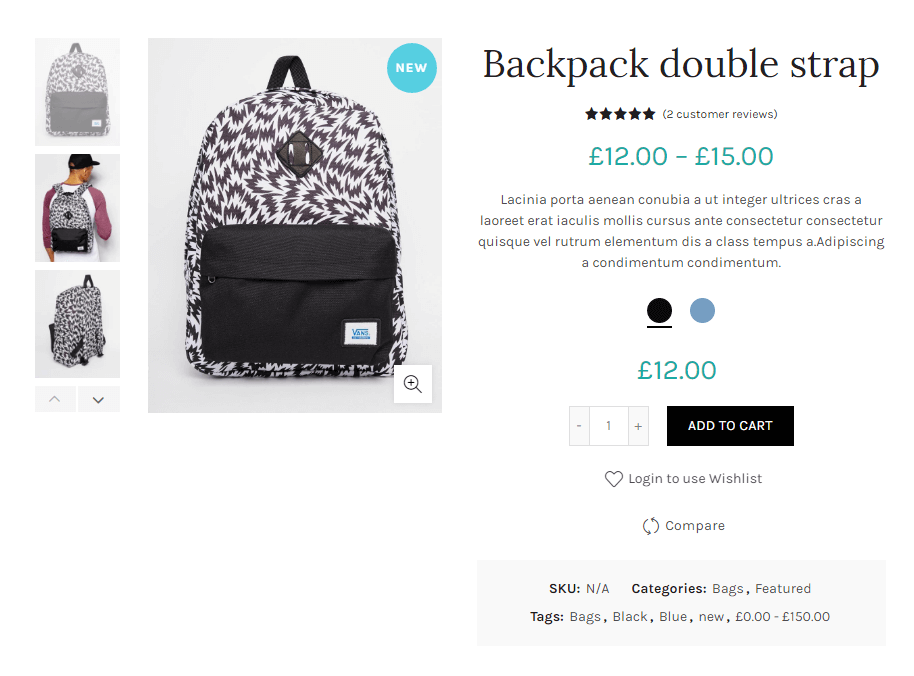 NEW
VANS
Backpack double strap
(2 customer reviews)
£12.00 – £15.00
Lacinia porta aenean conubia a ut integer ultrices cras a
laoreet erat iaculis mollis cursus ante consectetur consectetur
quisque vel rutrum elementum dis a class tempus a.Adipiscing
a condimentum condimentum.
£12.00
- 1 + ADD TO CART
Login to use Wishlist
Compare
SKU: N/A Categories: Bags, Featured
Tags: Bags, Black, Blue, new, £0.00 - £150.00